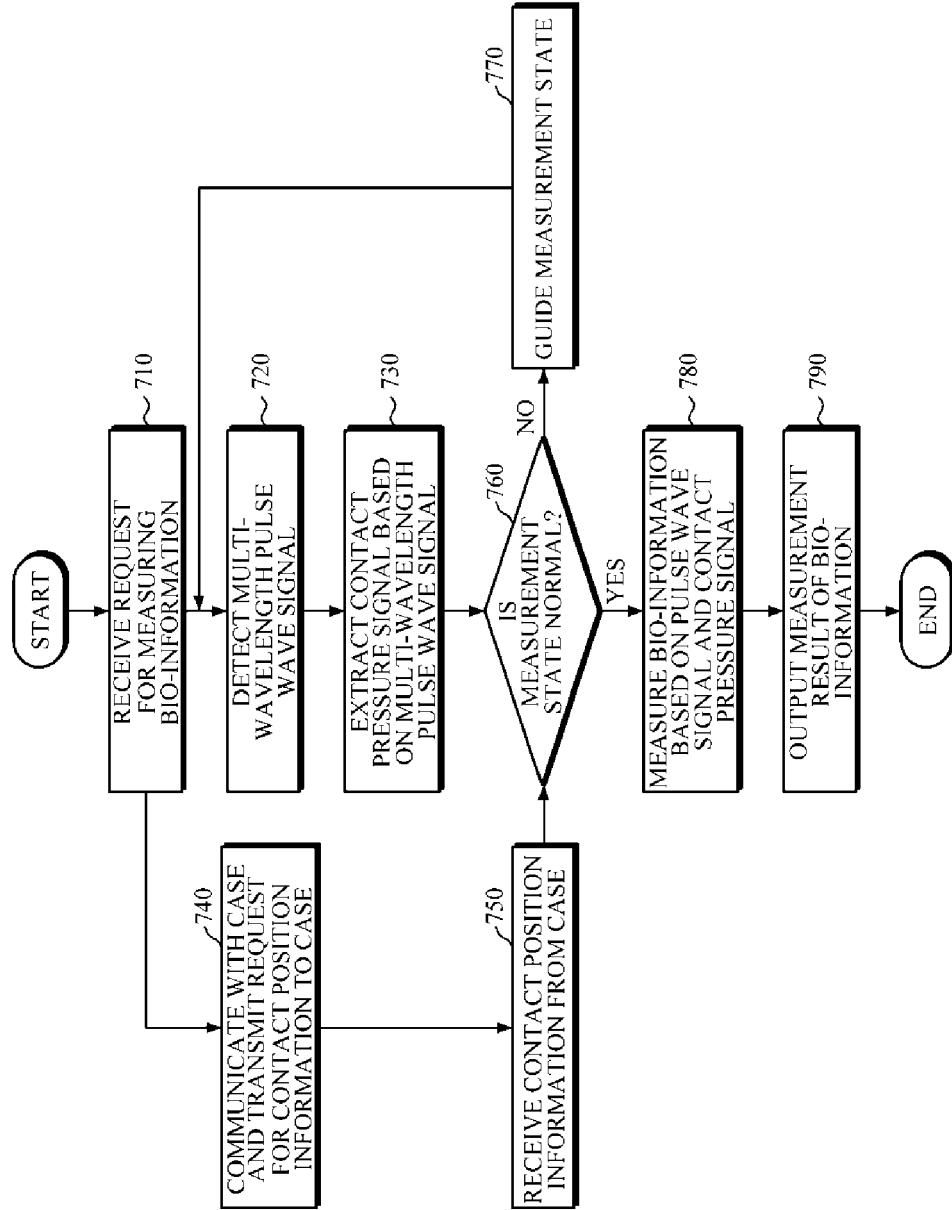 START
RECEIVE REQUEST
FOR MEASURING
BIO-INFORMATION
710
DETECT MULTI-
WAVELENGTH PULSE
WAVE SIGNAL
720
EXTRACT CONTACT
PRESSURE SIGNAL BASED
ON MULTI-WAVELENGTH
PULSE WAVE SIGNAL
730
COMMUNICATE WITH CASE
AND TRANSMIT REQUEST
FOR CONTACT POSITION
INFORMATION TO CASE
740
RECEIVE CONTACT POSITION
INFORMATION FROM CASE
750
IS
MEASUREMENT
STATE NORMAL?
760
NO
YES
GUIDE MEASUREMENT STATE
770
MEASURE BIO-INFORMATION
BASED ON PULSE WAVE
SIGNAL AND CONTACT
PRESSURE SIGNAL
780
OUTPUT MEASUREMENT
RESULT OF BIO-
INFORMATION
790
END